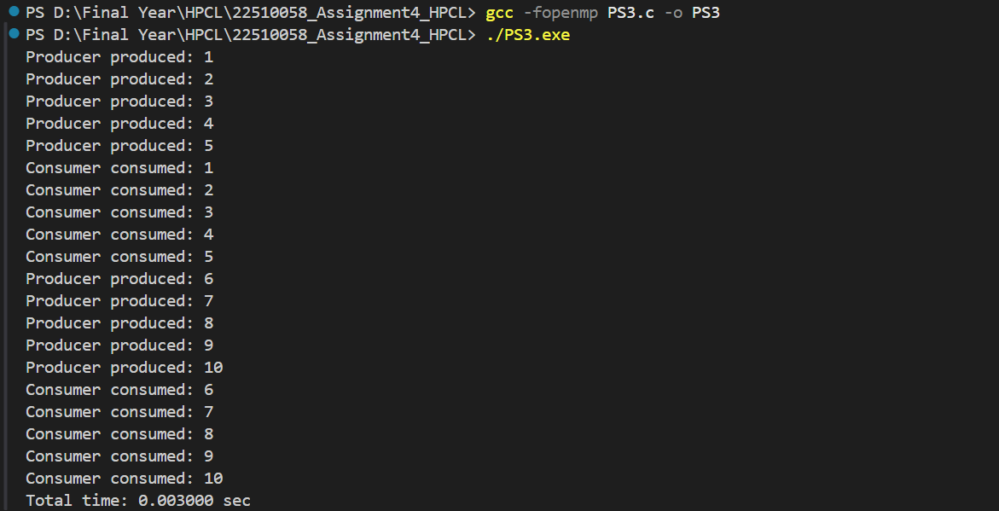 PS D:\Final Year\HPCL\22510058_Assignment4_HPCL> gcc -fopenmp PS3.c -o PS3
PS D:\Final Year\HPCL\22510058_Assignment4_HPCL> ./PS3.exe
Producer produced: 1
Producer produced: 2
Producer produced: 3
Producer produced: 4
Producer produced: 5
Consumer consumed: 1
Consumer consumed: 2
Consumer consumed: 3
Consumer consumed: 4
Consumer consumed: 5
Producer produced: 6
Producer produced: 7
Producer produced: 8
Producer produced: 9
Producer produced: 10
Consumer consumed: 6
Consumer consumed: 7
Consumer consumed: 8
Consumer consumed: 9
Consumer consumed: 10
Total time: 0.003000 sec